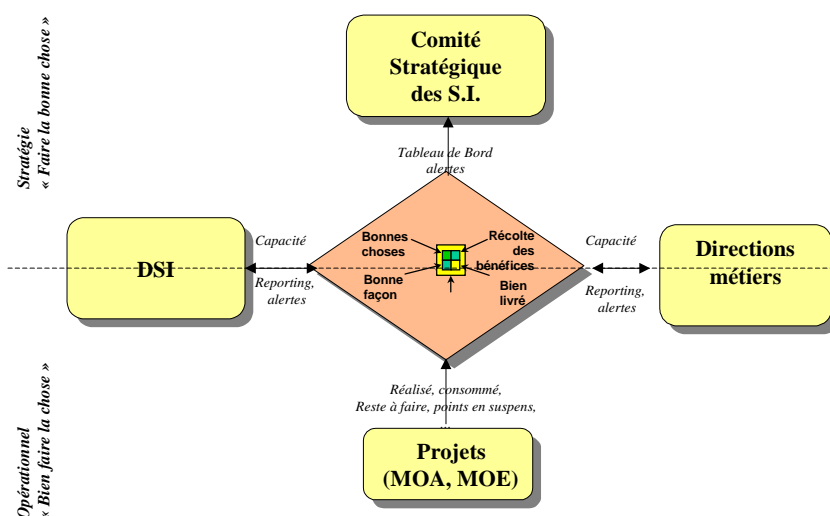 Stratégie
« Faire la bonne chose »
Comité
Stratégique
des S.I.
Tableau de Bord
alertes
DSI
Capacité
Reporting,
alertes
Bonnes
choses
Récolte
des
bénéfices
Bonne
façon
Bien
livré
Capacité
Reporting,
alertes
Directions
métiers
Réalisé, consommé,
Reste à faire, points en suspens,
Projets
(MOA, MOE)
Opérationnel
« Bien faire la chose »